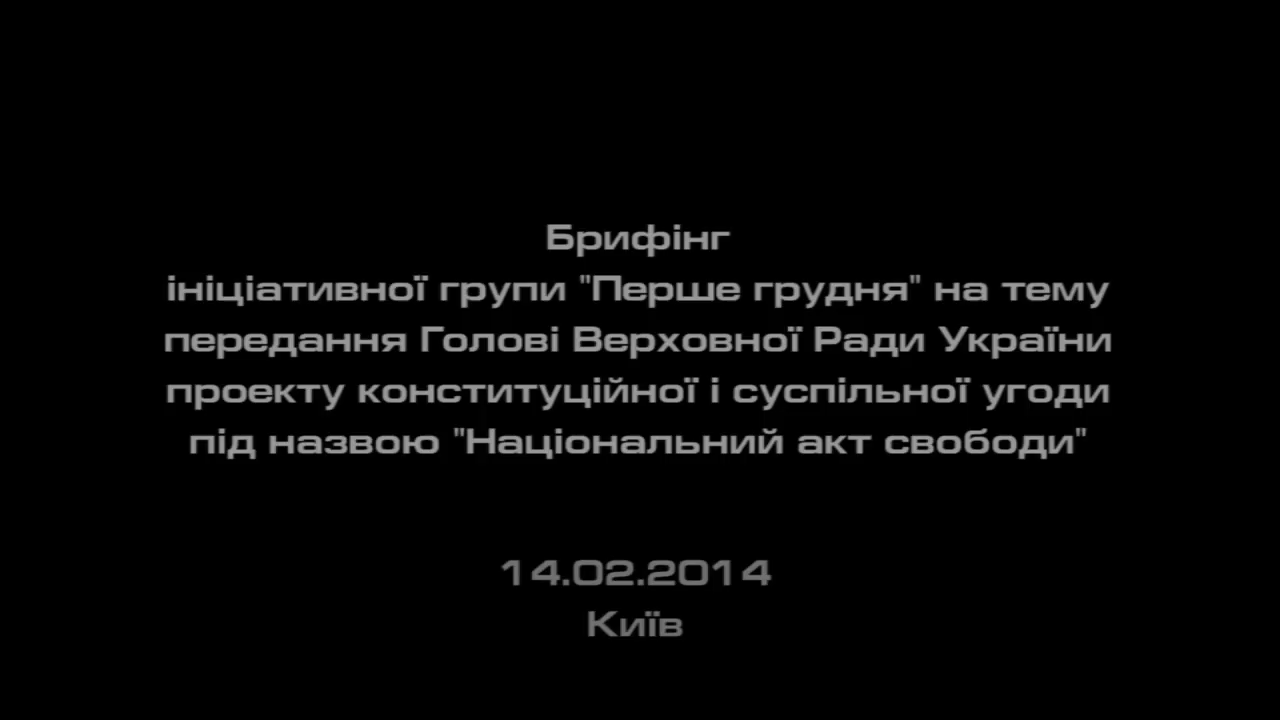 Брифінг
ініціативної групи "Перше грудня" на тему
передання Голові Верховної Ради України
проекту конституційної і суспільної угоди
під назвою "Національний акт свободи"
14.02.2014
Київ